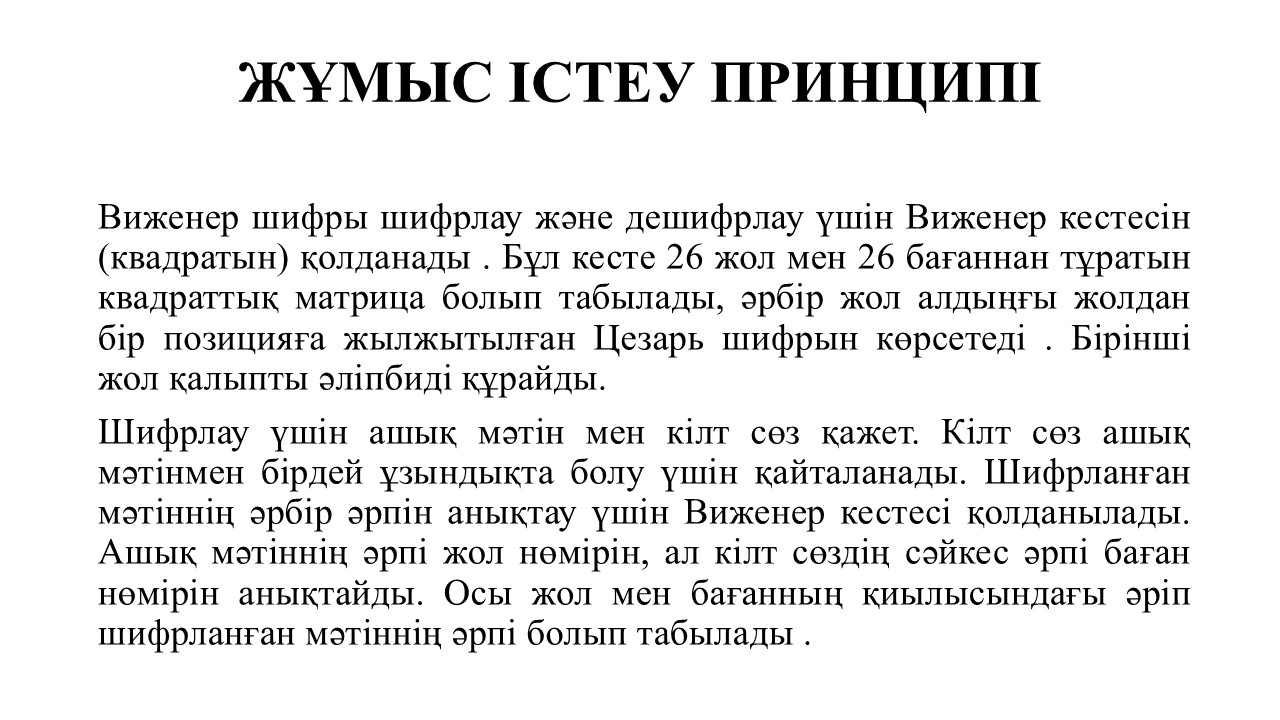 ЖҰМЫС ІСТЕУ ПРИНЦИПІ
Виженер шифры шифрлау және дешифрлау үшін Виженер кестесін
(квадратын) қолданады . Бұл кесте 26 жол мен 26 бағаннан тұратын
квадраттық матрица болып табылады, әрбір жол алдыңғы жолдан
бір позицияға жылжытылған Цезарь шифрын көрсетеді . Бірінші
жол қалыпты әліпбиді құрайды.
Шифрлау үшін ашық мәтін мен кілт сөз қажет. Кілт сөз ашық
мәтінмен бірдей ұзындықта болу үшін қайталанады. Шифрланған
мәтіннің әрбір әрпін анықтау үшін Виженер кестесі қолданылады.
Ашық мәтіннің әрпі жол нөмірін, ал кілт сөздің сәйкес әрпі баған
нөмірін анықтайды. Осы жол мен бағанның қиылысындағы әріп
шифрланған мәтіннің әрпі болып табылады .